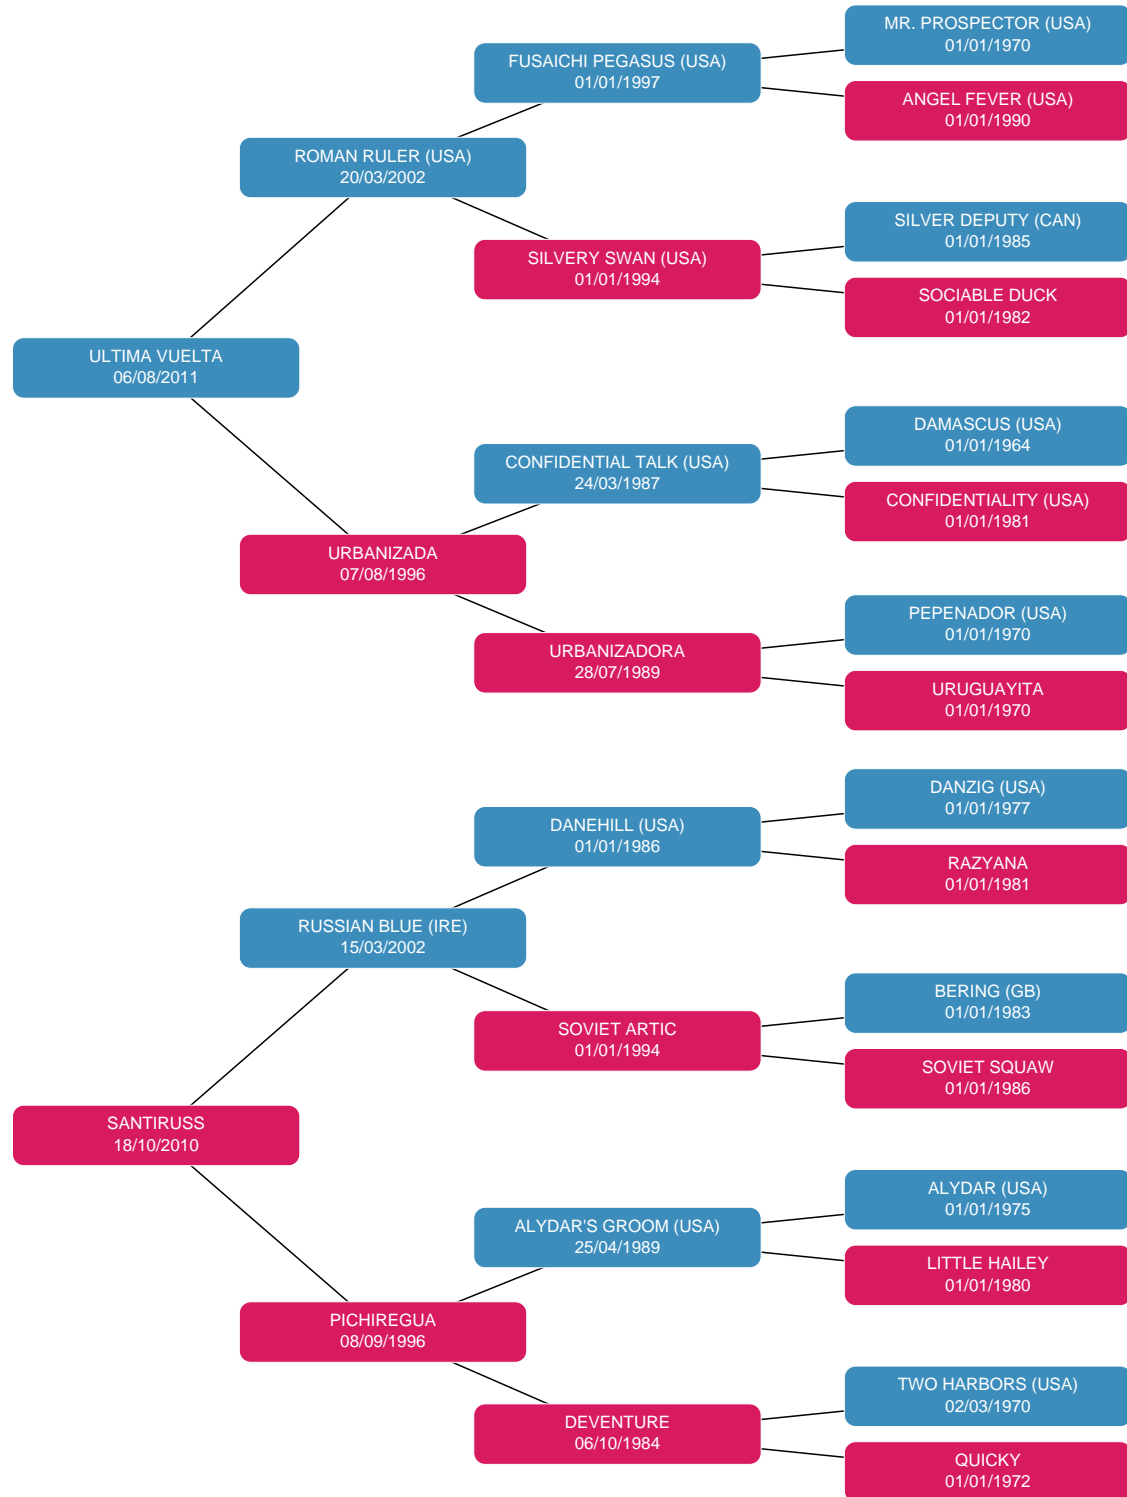 MR. PROSPECTOR (USA)
01/01/1970
FUSAICHI PEGASUS (USA)
01/01/1997
ANGEL FEVER (USA)
01/01/1990
ROMAN RULER (USA)
20/03/2002
SILVER DEPUTY (CAN)
01/01/1985
SILVERY SWAN (USA)
01/01/1994
SOCIABLE DUCK
01/01/1982
ULTIMA VUELTA
06/08/2011
DAMASCUS (USA)
01/01/1964
CONFIDENTIAL TALK (USA)
24/03/1987
CONFIDENTIALITY (USA)
01/01/1981
URBANIZADA
07/08/1996
PEPENADOR (USA)
01/01/1970
URBANIZADORA
28/07/1989
URUGUAYITA
01/01/1970
DANZIG (USA)
01/01/1977
DANEHILL (USA)
01/01/1986
RAZYANA
01/01/1981
RUSSIAN BLUE (IRE)
15/03/2002
BERING (GB)
01/01/1983
SOVIET ARTIC
01/01/1994
SOVIET SQUAW
01/01/1986
SANTIRUSS
18/10/2010
ALYDAR (USA)
01/01/1975
ALYDAR'S GROOM (USA)
25/04/1989
LITTLE HAILEY
01/01/1980
PICHIREGUA
08/09/1996
TWO HARBORS (USA)
02/03/1970
DEVENTURE
06/10/1984
QUICKY
01/01/1972